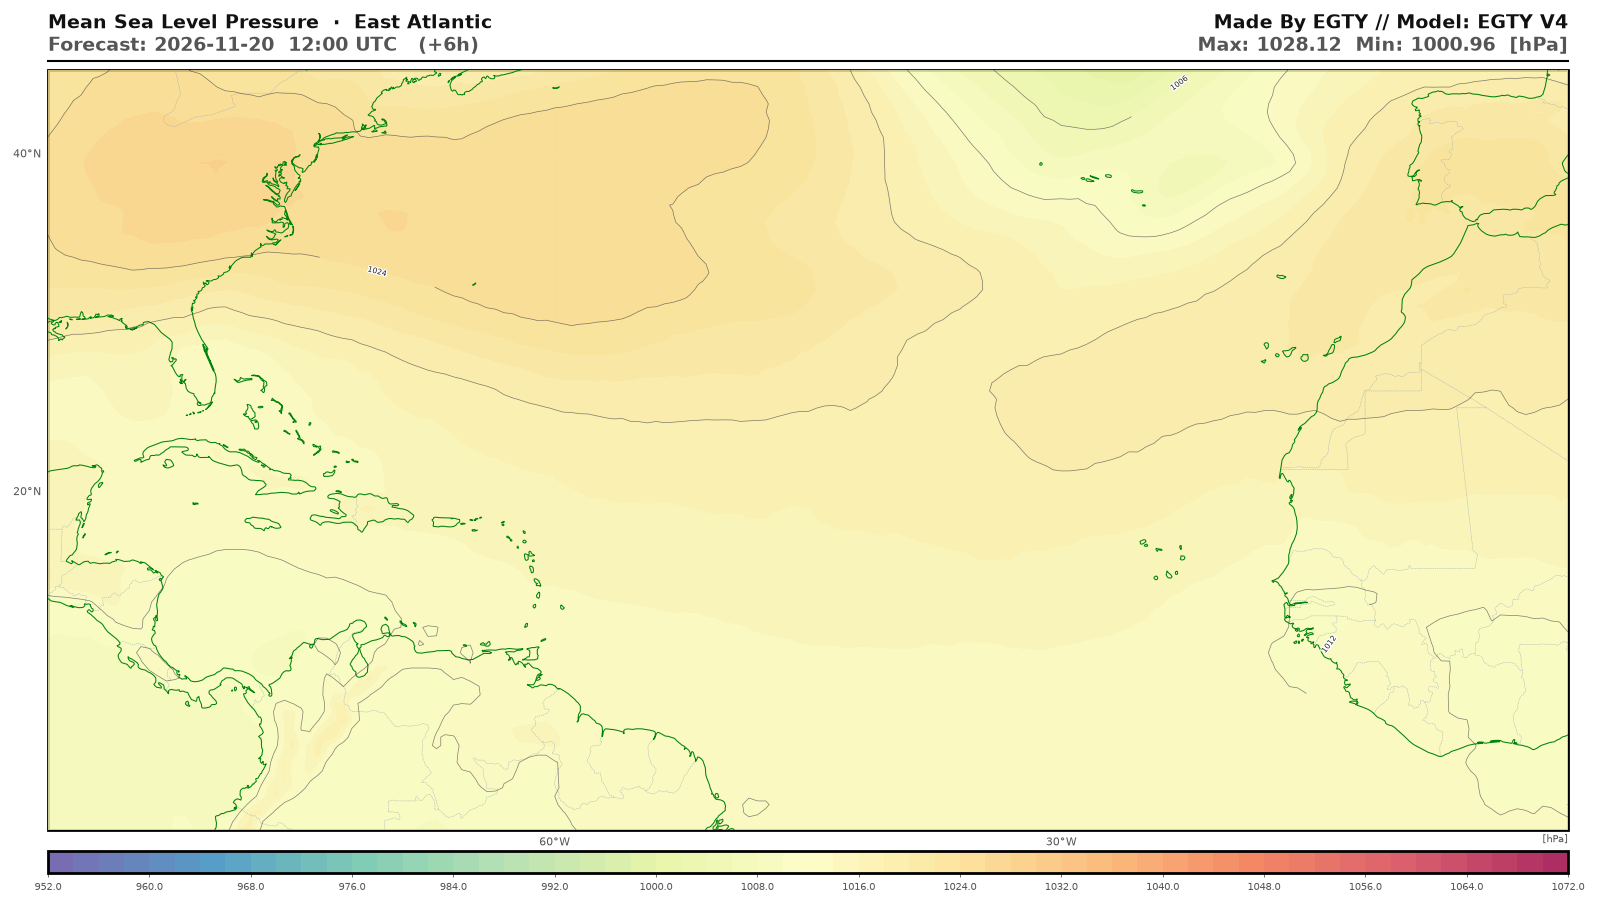 Mean Sea Level Pressure · East Atlantic
Made By EGTY // Model: EGTY V4
Forecast: 2026-11-20 12:00 UTC (+6h)
Max: 1028.12 Min: 1000.96 [hPa]
1006
40°N
1024
20°N
1012
60°W
30°W
[hPa]
952.0 960.0 968.0 976.0 984.0 992.0 1000.0 1008.0 1016.0 1024.0 1032.0 1040.0 1048.0 1056.0 1064.0 1072.0